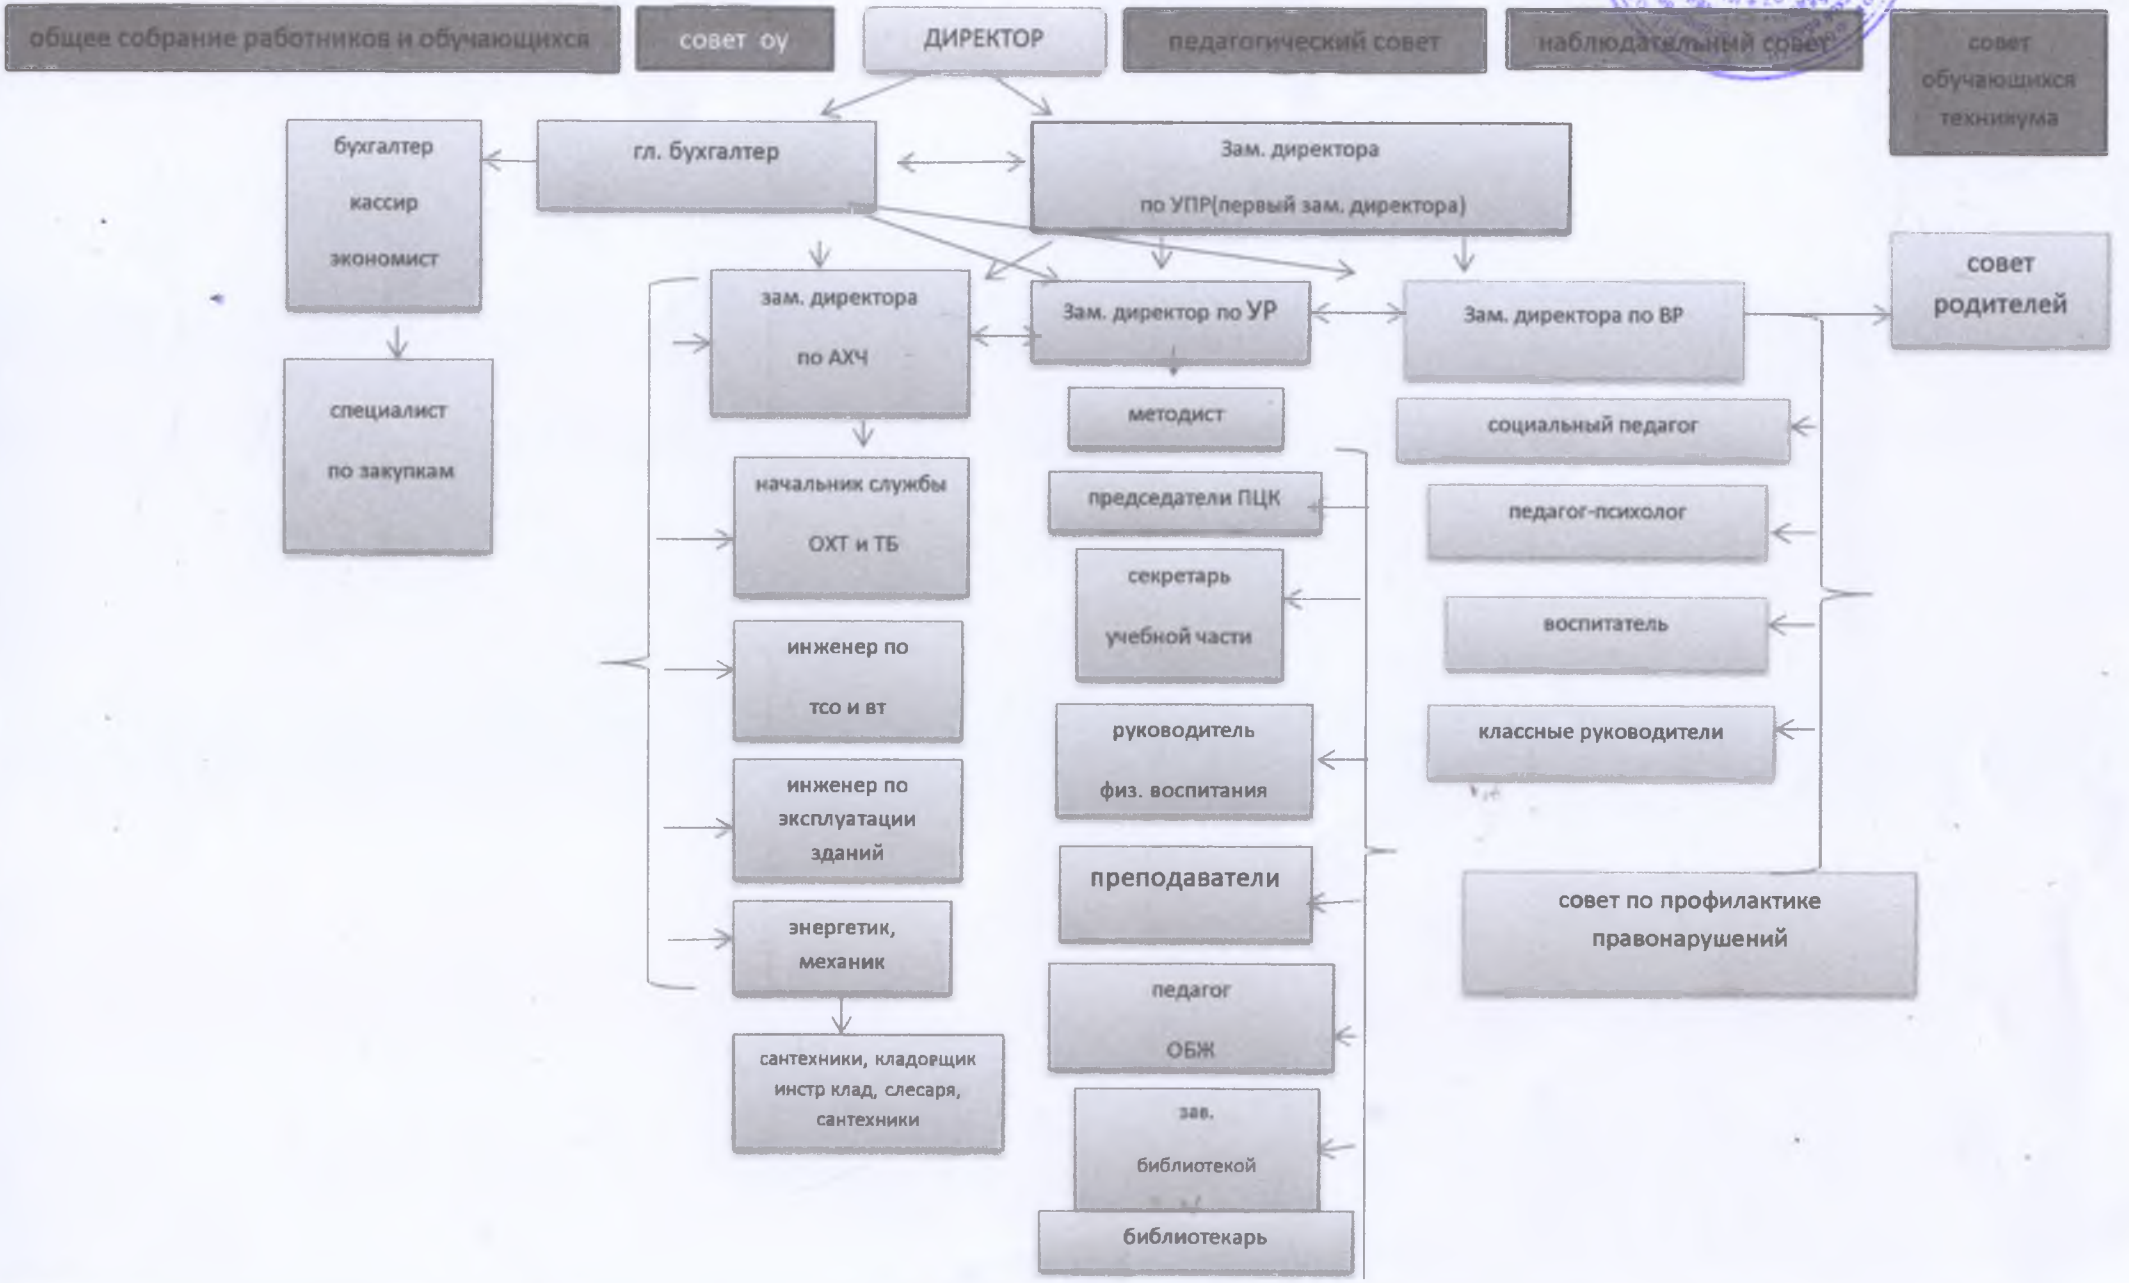 общее собрание работников и обучающихся
совет оу
ДИРЕКТОР
педагогический совет
наблюдательный совет
совет
обучающихся
техникума
бухгалтер
кассир
экономист
гл. бухгалтер
Зам. директора
по УПР(первый зам. директора)
совет
родителей
специалист
по закупкам
зам. директора
по АХЧ
Зам. директор по УР
Зам. директора по ВР
начальник службы
ОХТ и ТБ
инженер по
тсо и вт
инженер по
эксплуатации
зданий
энергетик,
механик
сантехники, кладовщик
инстр клад, слесаря,
сантехники
методист
председатели ПЦК
секретарь
учебной части
руководитель
физ. воспитания
преподаватели
педагог
ОБЖ
зав.
библиотекой
библиотекарь
социальный педагог
педагог-психолог
воспитатель
классные руководители
совет по профилактике
правонарушений